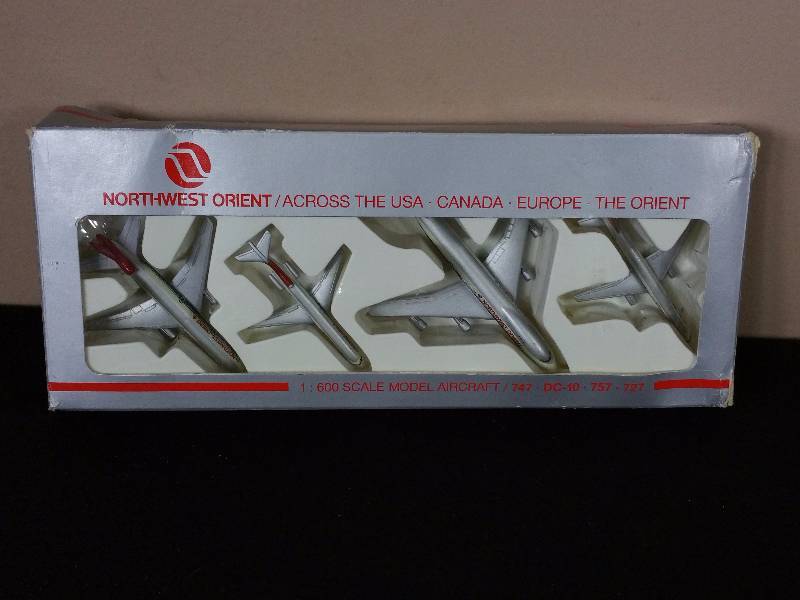 NORTHWEST ORIENT / ACROSS THE USA · CANADA · EUROPE · THE ORIENT
1:600 SCALE MODEL AIRCRAFT / 747 · DC-10 · 757 · 727